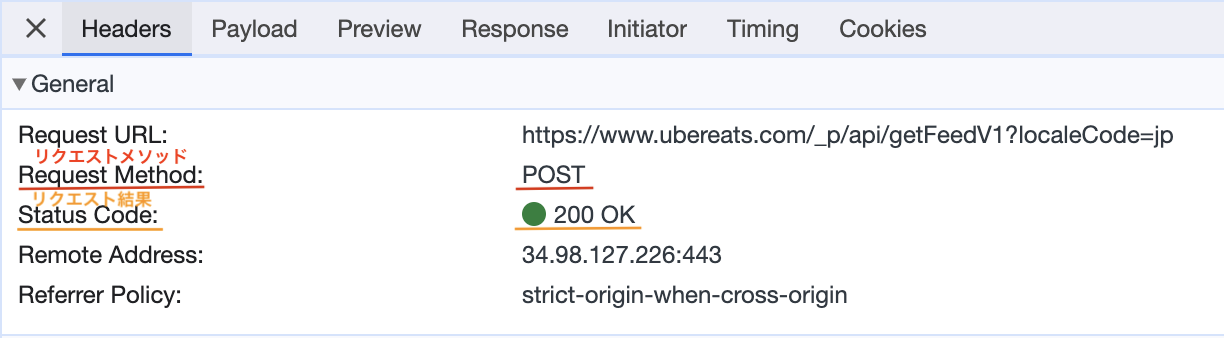 Headers Payload Preview Response Initiator Timing Cookies
General
Request URL: https://www.ubereats.com/_p/api/getFeedV1?localeCode=jp
リクエストメソッド
Request Method: POST
リクエスト結果
Status Code: 200 OK
Remote Address: 34.98.127.226:443
Referrer Policy: strict-origin-when-cross-origin